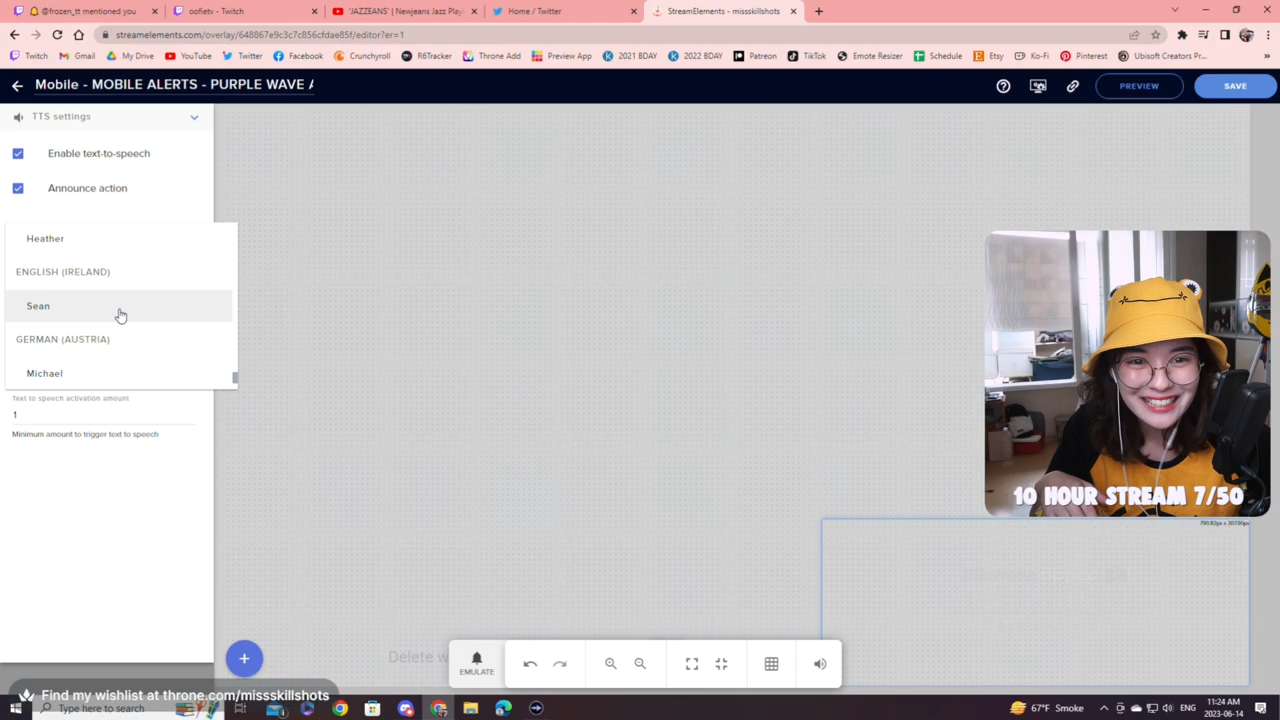 @frozen_tt mentioned you
oofietv - Twitch
'JAZZEANS' | Newjeans Jazz Play
Home / Twitter
StreamElements - missskillshots
streamelements.com/overlay/648867e9c3c7c856cfdae85f/editor?er=1
Twitch
Gmail
My Drive
YouTube
Twitter
Facebook
Crunchyroll
R6Tracker
Throne Add
Preview App
2021 BDAY
2022 BDAY
Patreon
TikTok
Emote Resizer
Schedule
Etsy
Ko-Fi
Pinterest
Ubisoft Creators Pr...
Mobile - MOBILE ALERTS - PURPLE WAVE A
PREVIEW
SAVE
TTS settings
Enable text-to-speech
Announce action
Heather
ENGLISH (IRELAND)
Sean
GERMAN (AUSTRIA)
Michael
Text to speech activation amount
1
Minimum amount to trigger text to speech
10 HOUR STREAM 7/50
Delete w
EMULATE
Find my wishlist at throne.com/missskillshots
Type here to search
67°F Smoke
ENG
11:24 AM
2023-06-14